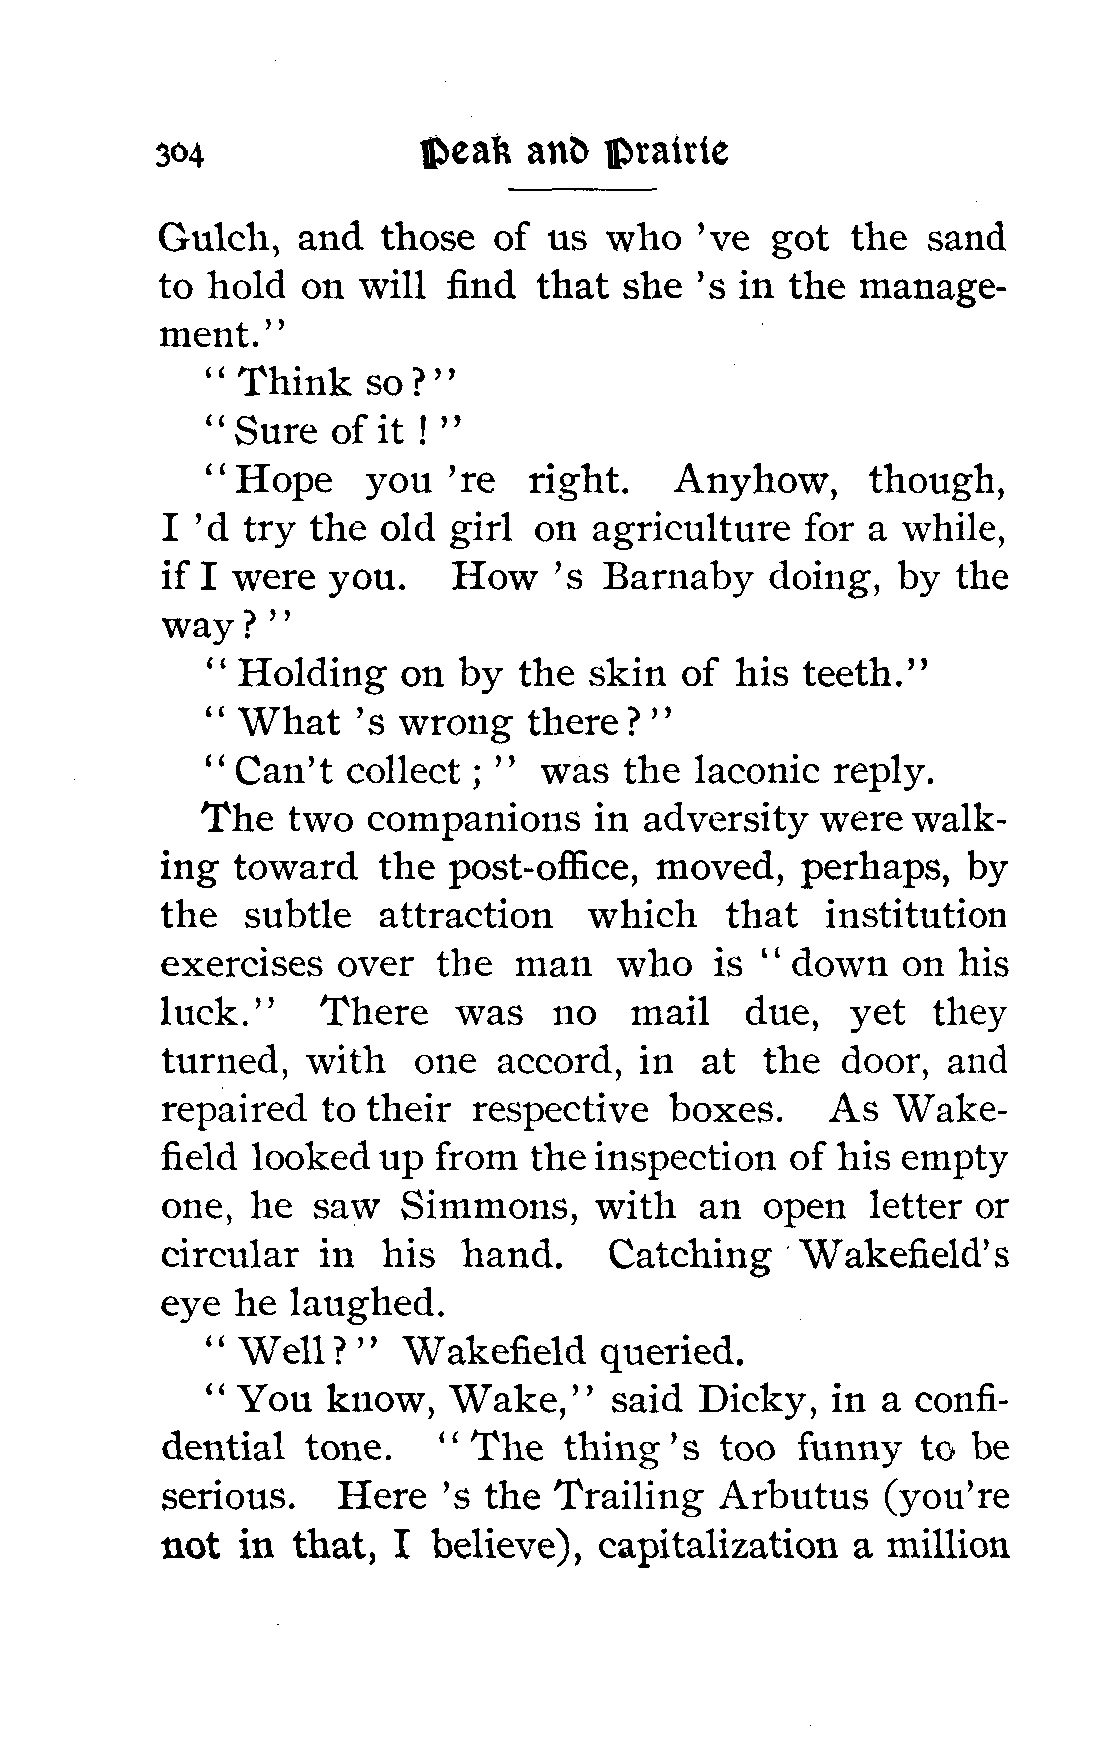 304 Peak and Prairie
Gulch, and those of us who 've got the sand
to hold on will find that she 's in the manage-
ment."
" Think so?"
" Sure of it ! "
" Hope you 're right. Anyhow, though,
I 'd try the old girl on agriculture for a while,
if I were you. How 's Barnaby doing, by the
way ? "
" Holding on by the skin of his teeth."
" What 's wrong there ? "
" Can't collect ; " was the laconic reply.
The two companions in adversity were walk-
ing toward the post-office, moved, perhaps, by
the subtle attraction which that institution
exercises over the man who is " down on his
luck." There was no mail due, yet they
turned, with one accord, in at the door, and
repaired to their respective boxes. As Wake-
field looked up from the inspection of his empty
one, he saw Simmons, with an open letter or
circular in his hand. Catching Wakefield's
eye he laughed.
" Well ? " Wakefield queried.
" You know, Wake," said Dicky, in a confi-
dential tone. " The thing 's too funny to be
serious. Here 's the Trailing Arbutus (you're
not in that, I believe), capitalization a million